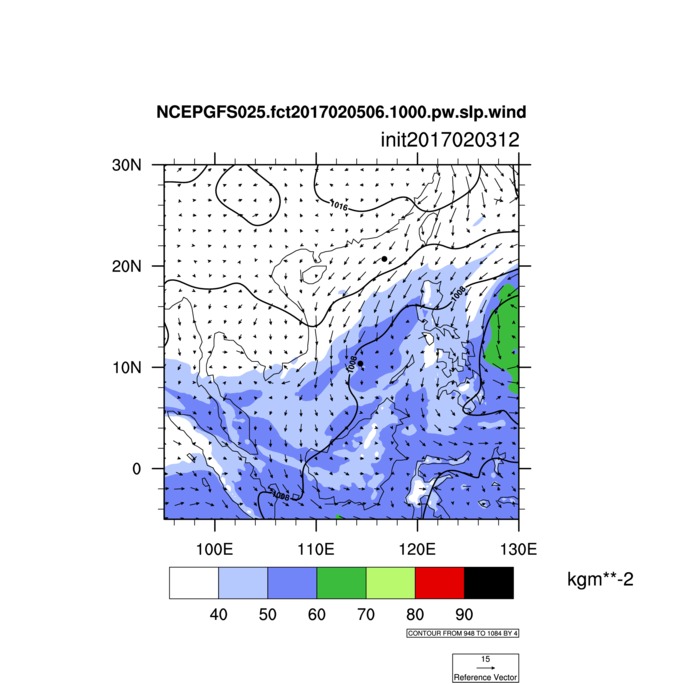 NCEPGFS025.fct2017020506.1000.pw.slp.wind
init2017020312
30N
1016
20N
1008
10N
1008
0
1008
100E 110E 120E 130E
kgm**-2
40 50 60 70 80 90
CONTOUR FROM 948 TO 1084 BY 4
15
Reference Vector